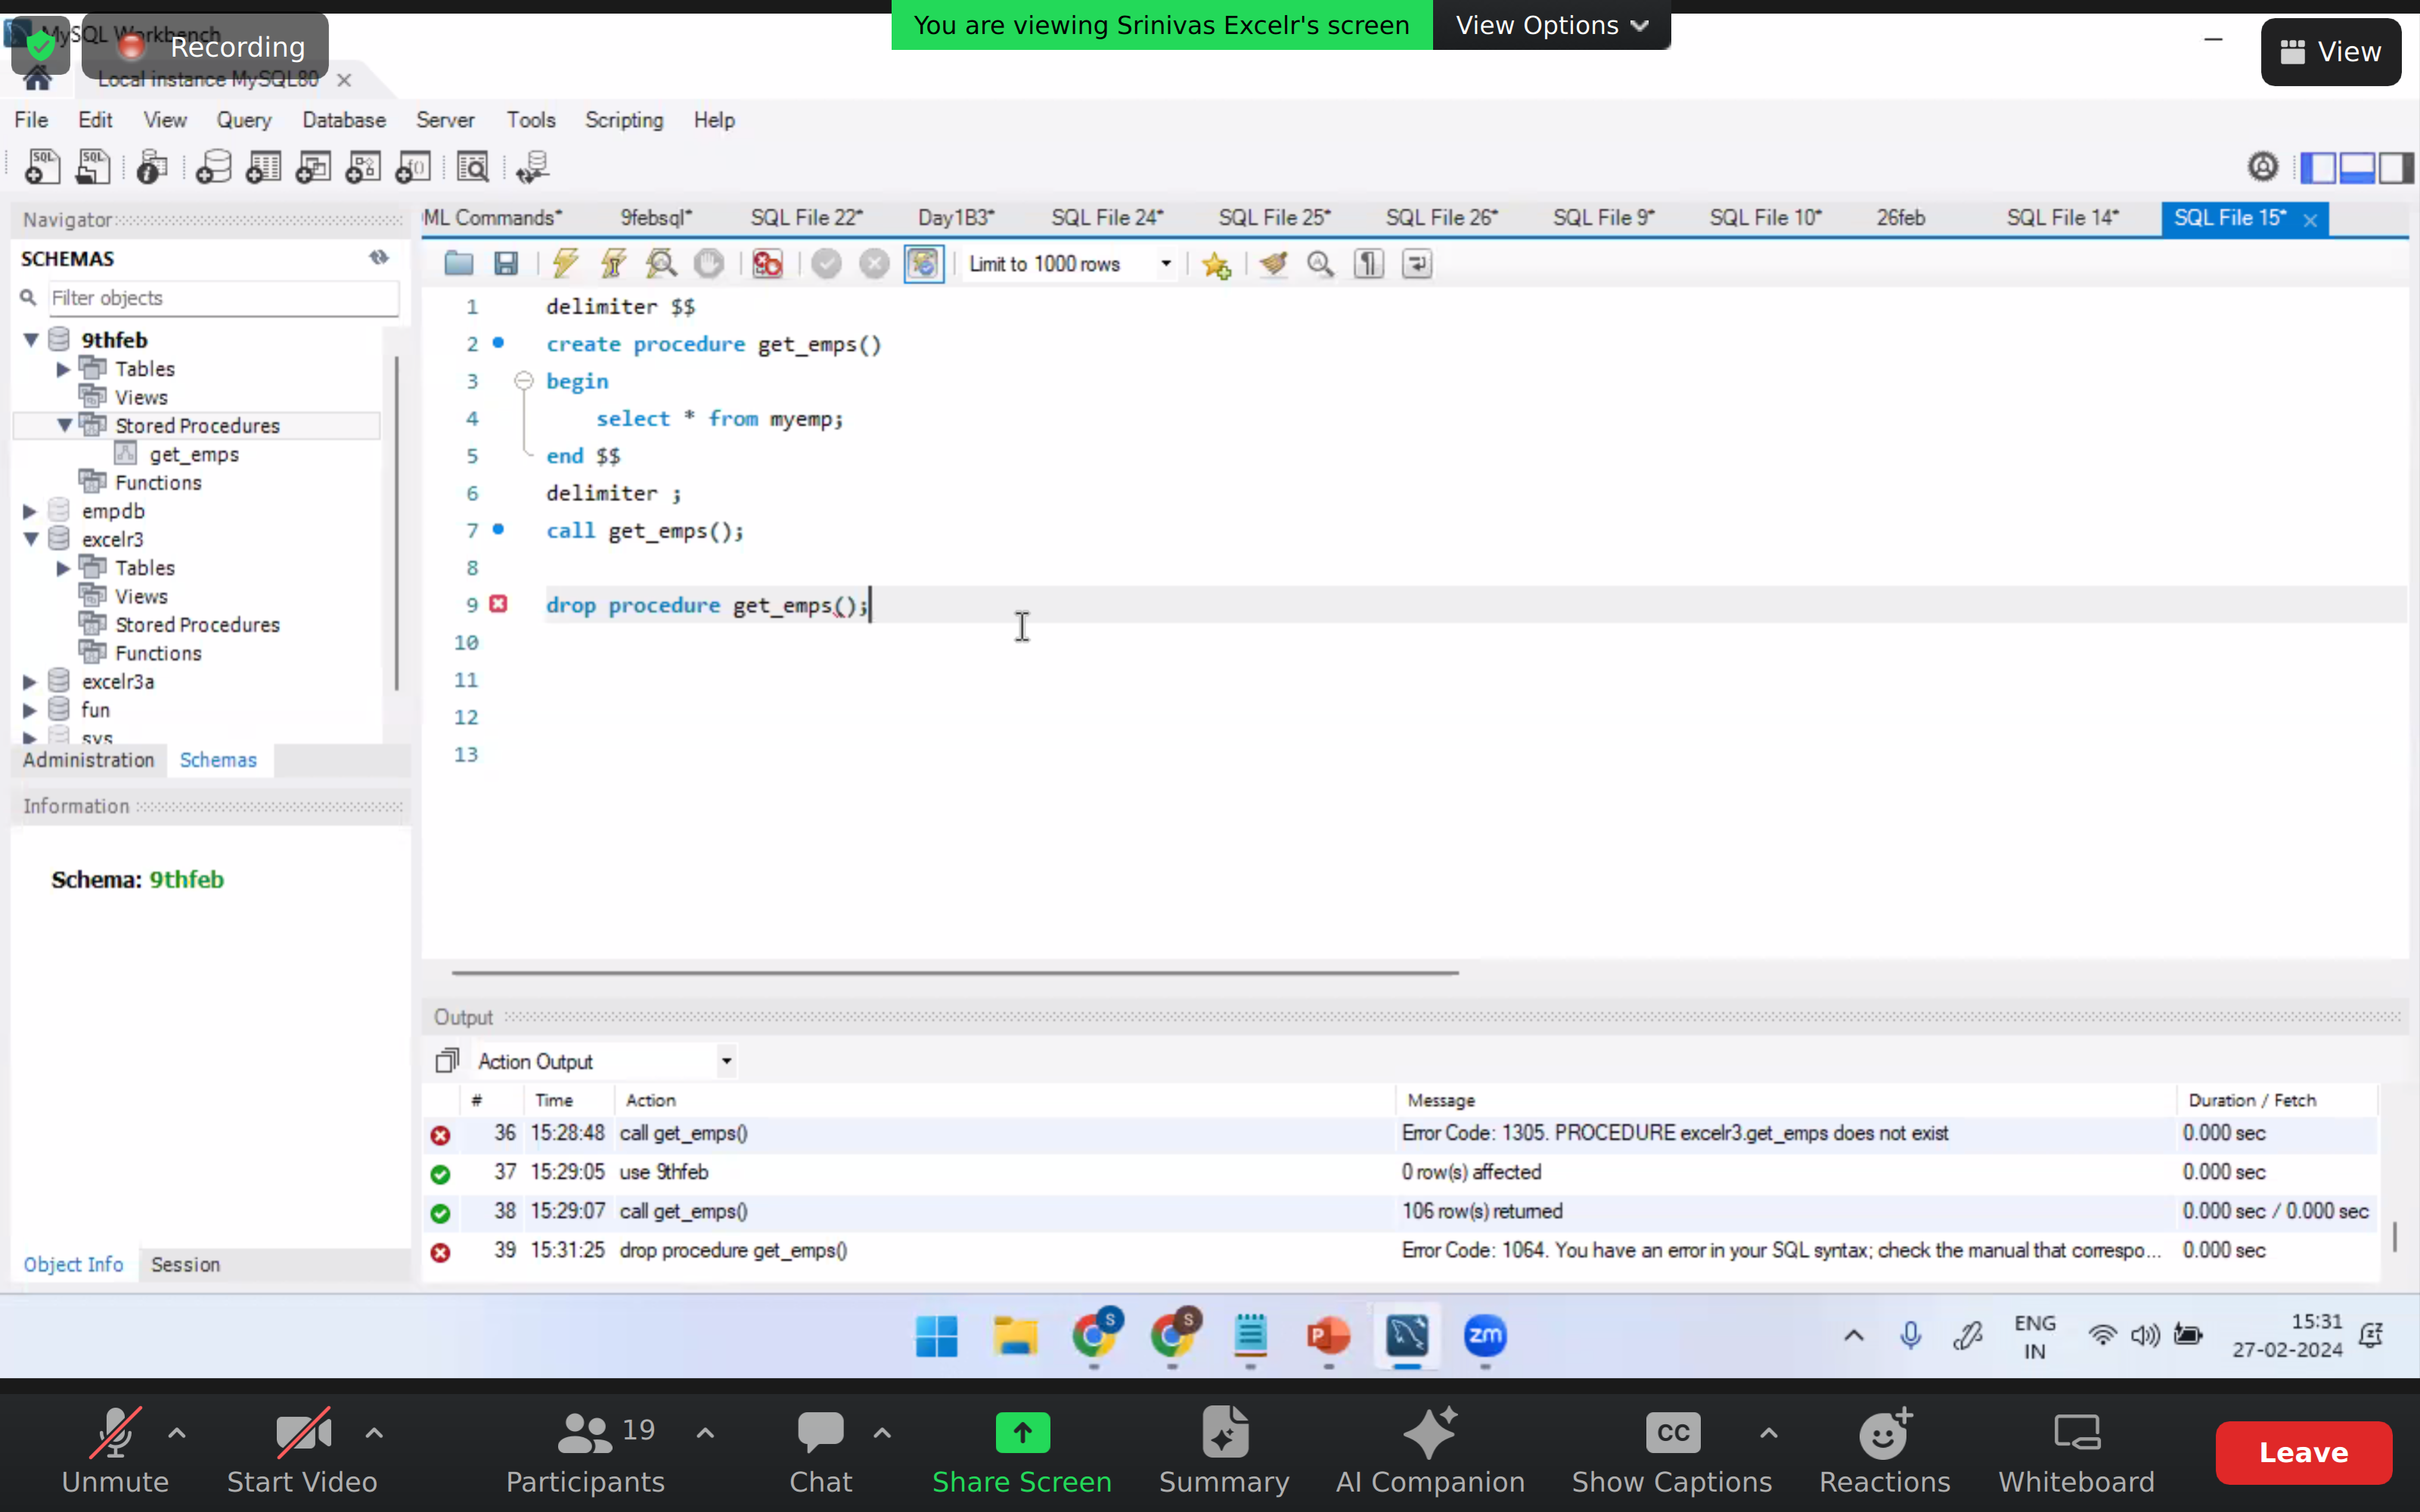 You are viewing Srinivas Excelr's screen
View Options
MySQL Workbench
Recording
View
Local instance MySQL80
File Edit View Query Database Server Tools Scripting Help
Navigator
ML Commands* 9febsql* SQL File 22* Day1B3* SQL File 24* SQL File 25* SQL File 26* SQL File 9* SQL File 10* 26feb SQL File 14* SQL File 15*
SCHEMAS
Limit to 1000 rows
Filter objects
9thfeb
Tables
Views
Stored Procedures
get_emps
Functions
empdb
excelr3
Tables
Views
Stored Procedures
Functions
excelr3a
fun
sys
Administration Schemas
1 delimiter $$
2 create procedure get_emps()
3 begin
4 select * from myemp;
5 end $$
6 delimiter ;
7 call get_emps();
8
9 drop procedure get_emps();
10
11
12
13
Information
Schema: 9thfeb
Object Info Session
Output
Action Output
# Time Action Message Duration / Fetch
36 15:28:48 call get_emps() Error Code: 1305. PROCEDURE excelr3.get_emps does not exist 0.000 sec
37 15:29:05 use 9thfeb 0 row(s) affected 0.000 sec
38 15:29:07 call get_emps() 106 row(s) returned 0.000 sec / 0.000 sec
39 15:31:25 drop procedure get_emps() Error Code: 1064. You have an error in your SQL syntax; check the manual that correspo... 0.000 sec
S
S
P
zm
ENG
IN
15:31
27-02-2024
19
CC
Unmute Start Video Participants Chat Share Screen Summary AI Companion Show Captions Reactions Whiteboard Leave